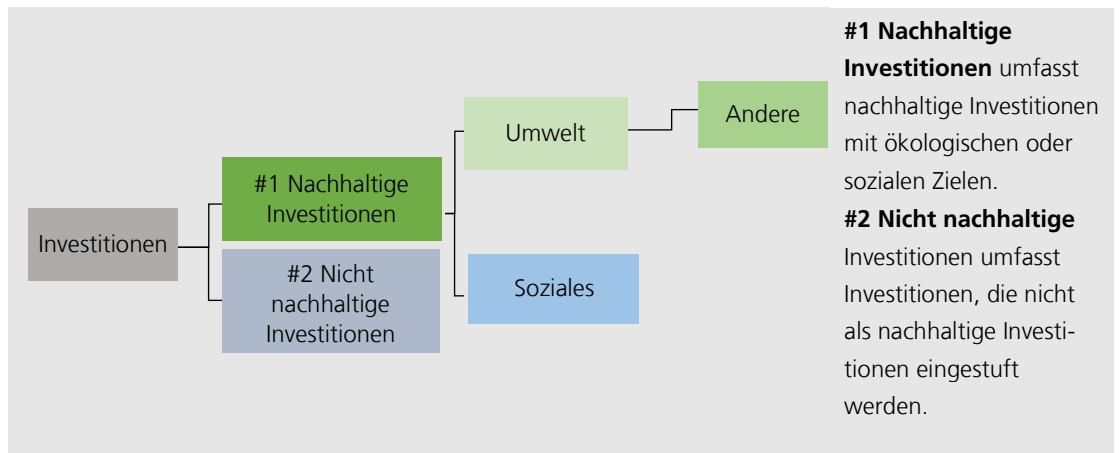 Investitionen
#1 Nachhaltige
Investitionen
#2 Nicht
nachhaltige
Investitionen
Umwelt
Soziales
Andere
#1 Nachhaltige
Investitionen umfasst
nachhaltige Investitionen
mit ökologischen oder
sozialen Zielen.
#2 Nicht nachhaltige
Investitionen umfasst
Investitionen, die nicht
als nachhaltige Investi-
tionen eingestuft
werden.